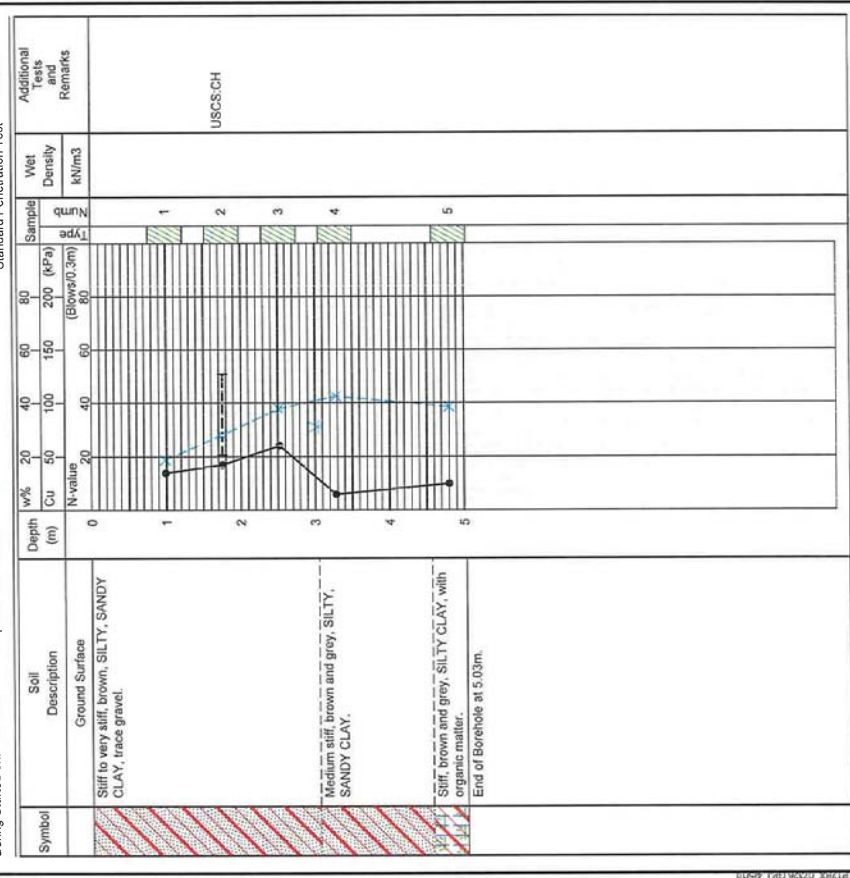 Standard Penetration Test
Symbol
Soil
Description
Depth
(m)
w% 20 40 60 80
Cu 50 100 150 200 (kPa)
N-value (Blows/0.3m)
20 40 60 80
Sample
Type
Numb
Wet
Density
kN/m3
Additional
Tests
and
Remarks
Ground Surface
0
Stiff to very stiff, brown, SILTY, SANDY
CLAY, trace gravel.
1
1
2
2
USCS:CH
3
3
Medium stiff, brown and grey, SILTY,
SANDY CLAY.
4
4
Stiff, brown and grey, SILTY CLAY, with
organic matter.
5
5
End of Borehole at 5.03m.